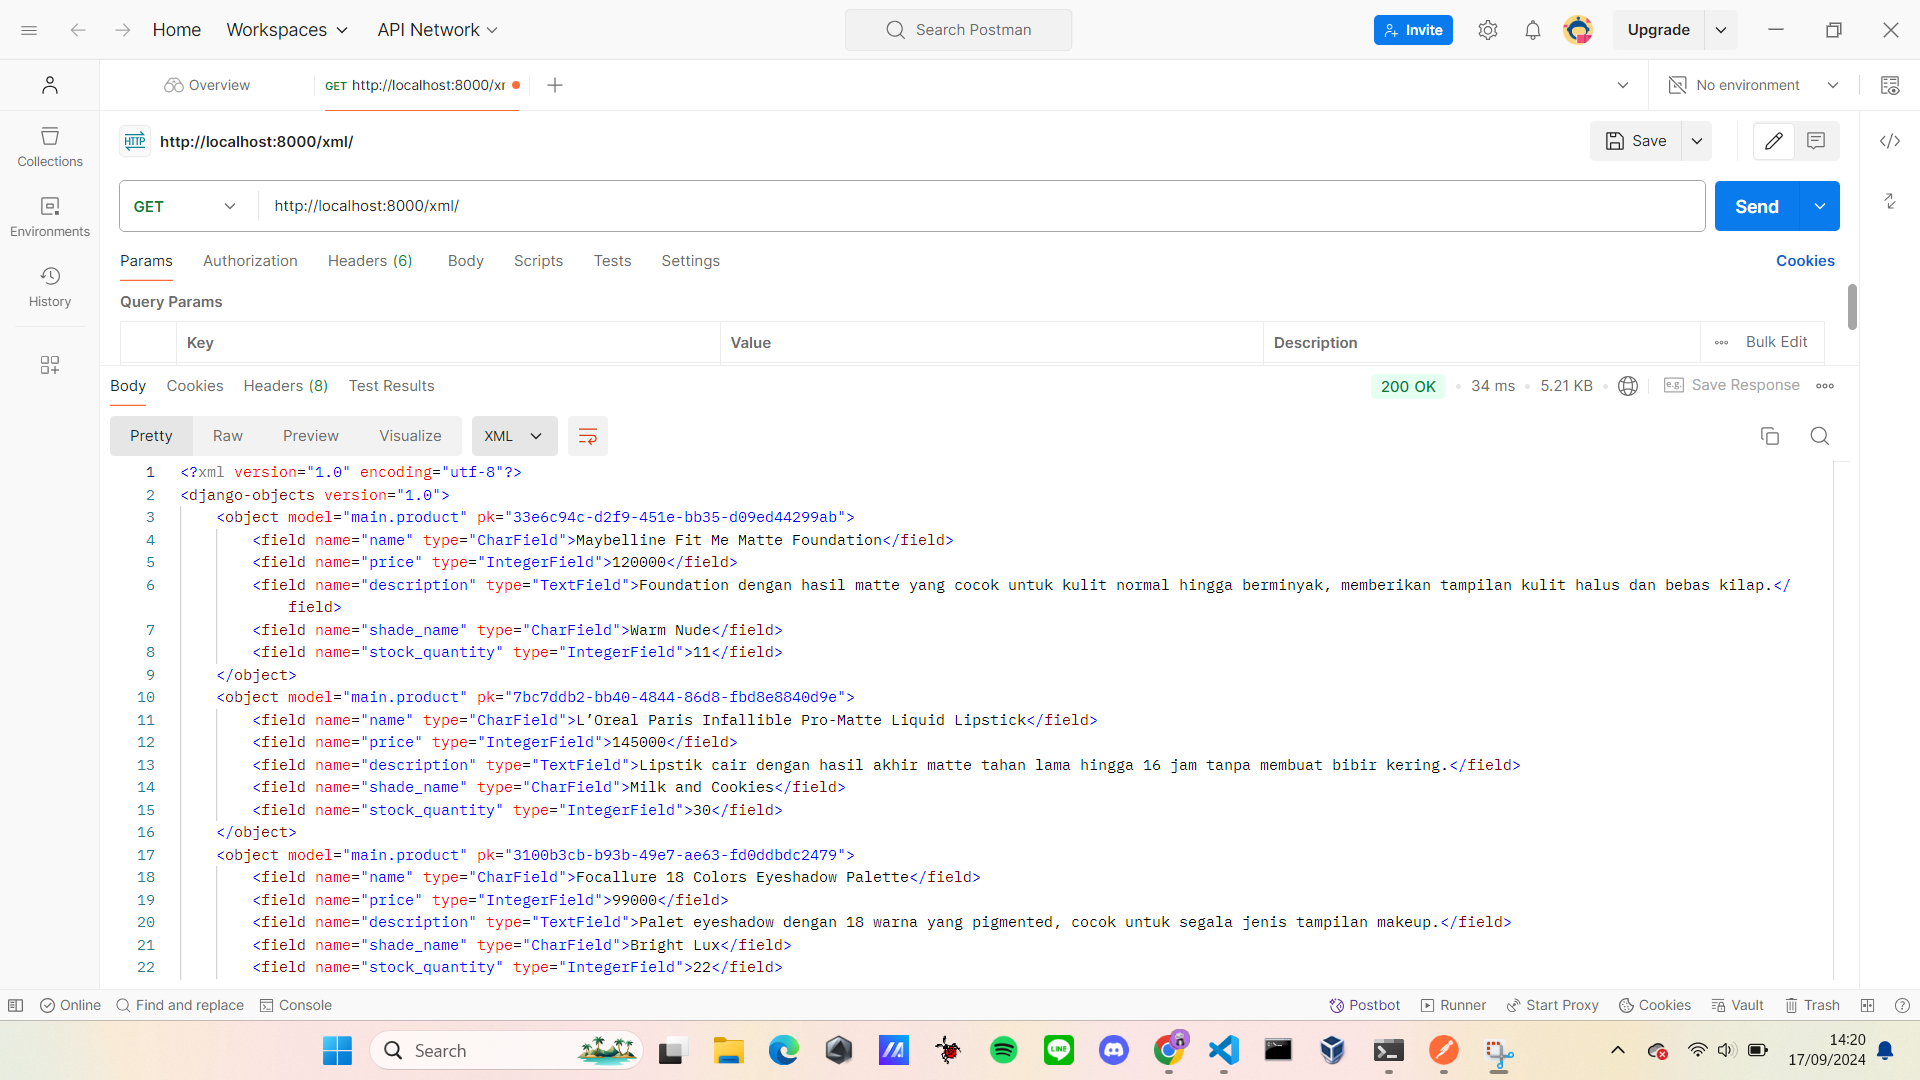 Home Workspaces API Network Search Postman Invite Upgrade
Overview GET http://localhost:8000/xr No environment
HTTP http://localhost:8000/xml/ Save
Collections
GET http://localhost:8000/xml/ Send
Environments
Params Authorization Headers (6) Body Scripts Tests Settings Cookies
History
Query Params
Key Value Description Bulk Edit
Body Cookies Headers (8) Test Results 200 OK 34 ms 5.21 KB e.g. Save Response
Pretty Raw Preview Visualize XML
1 <?xml version="1.0" encoding="utf-8"?>
2 <django-objects version="1.0">
3 <object model="main.product" pk="33e6c94c-d2f9-451e-bb35-d09ed44299ab">
4 <field name="name" type="CharField">Maybelline Fit Me Matte Foundation</field>
5 <field name="price" type="IntegerField">120000</field>
6 <field name="description" type="TextField">Foundation dengan hasil matte yang cocok untuk kulit normal hingga berminyak, memberikan tampilan kulit halus dan bebas kilap.</
field>
7 <field name="shade_name" type="CharField">Warm Nude</field>
8 <field name="stock_quantity" type="IntegerField">11</field>
9 </object>
10 <object model="main.product" pk="7bc7ddb2-bb40-4844-86d8-fbd8e8840d9e">
11 <field name="name" type="CharField">L’Oreal Paris Infallible Pro-Matte Liquid Lipstick</field>
12 <field name="price" type="IntegerField">145000</field>
13 <field name="description" type="TextField">Lipstik cair dengan hasil akhir matte tahan lama hingga 16 jam tanpa membuat bibir kering.</field>
14 <field name="shade_name" type="CharField">Milk and Cookies</field>
15 <field name="stock_quantity" type="IntegerField">30</field>
16 </object>
17 <object model="main.product" pk="3100b3cb-b93b-49e7-ae63-fd0ddbdc2479">
18 <field name="name" type="CharField">Focallure 18 Colors Eyeshadow Palette</field>
19 <field name="price" type="IntegerField">99000</field>
20 <field name="description" type="TextField">Palet eyeshadow dengan 18 warna yang pigmented, cocok untuk segala jenis tampilan makeup.</field>
21 <field name="shade_name" type="CharField">Bright Lux</field>
22 <field name="stock_quantity" type="IntegerField">22</field>
Online Find and replace Console Postbot Runner Start Proxy Cookies Vault Trash
Search LINE 14:20
17/09/2024